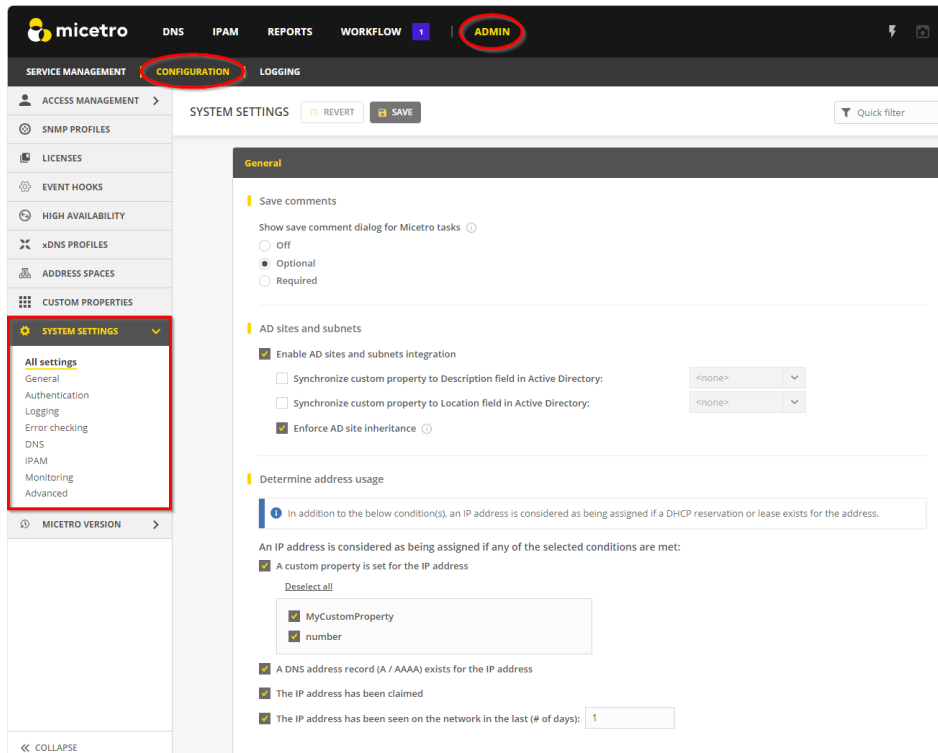 micetro DNS IPAM REPORTS WORKFLOW 1 ADMIN
SERVICE MANAGEMENT CONFIGURATION LOGGING
ACCESS MANAGEMENT
SNMP PROFILES
LICENSES
EVENT HOOKS
HIGH AVAILABILITY
xDNS PROFILES
ADDRESS SPACES
CUSTOM PROPERTIES
SYSTEM SETTINGS
All settings
General
Authentication
Logging
Error checking
DNS
IPAM
Monitoring
Advanced
MICETRO VERSION
COLLAPSE
SYSTEM SETTINGS REVERT SAVE Quick filter
General
Save comments
Show save comment dialog for Micetro tasks
Off
Optional
Required
AD sites and subnets
Enable AD sites and subnets integration
Synchronize custom property to Description field in Active Directory: <none>
Synchronize custom property to Location field in Active Directory: <none>
Enforce AD site inheritance
Determine address usage
In addition to the below condition(s), an IP address is considered as being assigned if a DHCP reservation or lease exists for the address.
An IP address is considered as being assigned if any of the selected conditions are met:
A custom property is set for the IP address
Deselect all
MyCustomProperty
number
A DNS address record (A / AAAA) exists for the IP address
The IP address has been claimed
The IP address has been seen on the network in the last (# of days): 1